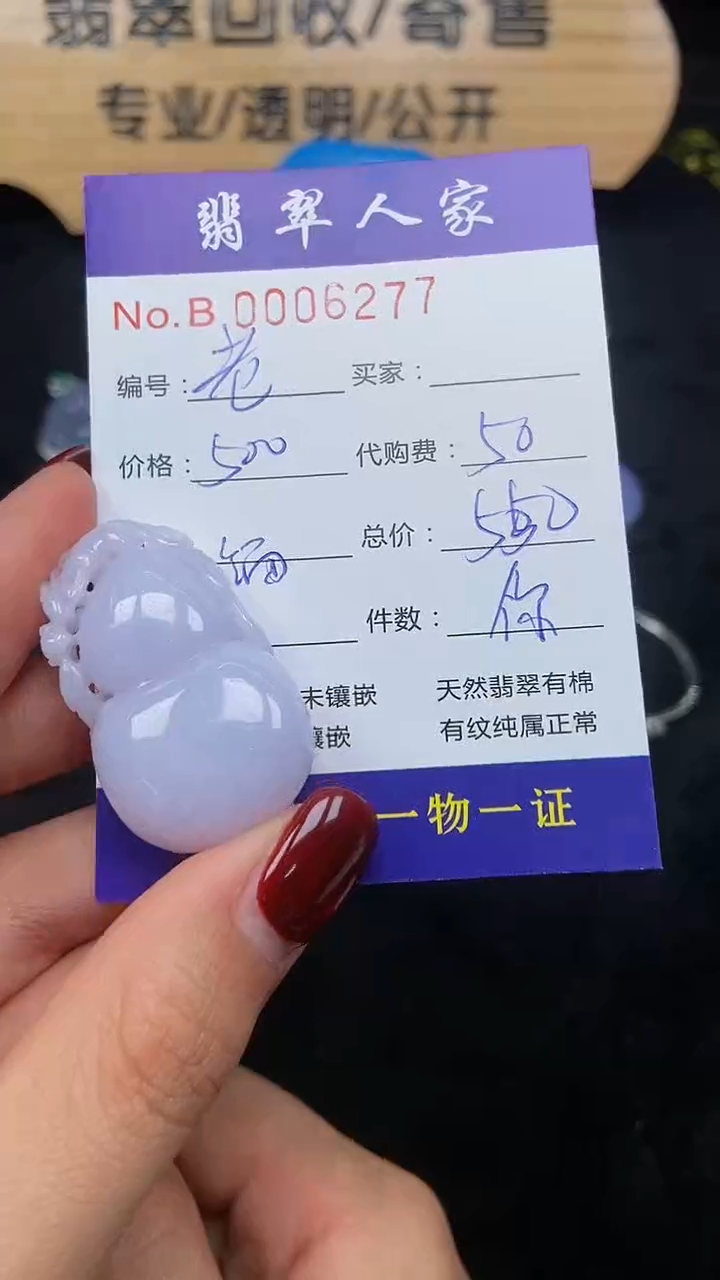 翡翠回收/寄售
专业/透明/公开
翡翠人家
No.B 0006277
编号： 买家：
价格：500 代购费：50
总价：550
件数：你
未镶嵌 天然翡翠有棉
镶嵌 有纹纯属正常
一物一证